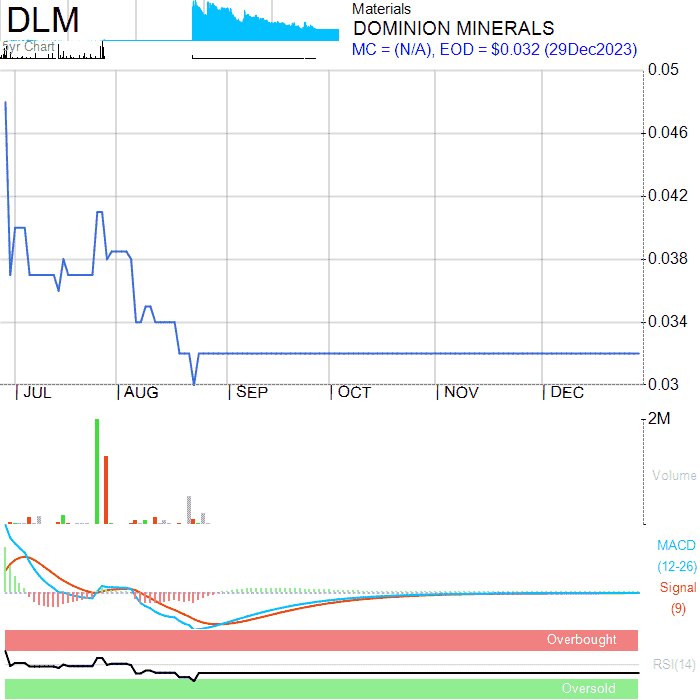 DLM
5yr Chart
Materials
DOMINION MINERALS
MC = (N/A), EOD = $0.032 (29Dec2023)
0.05
0.046
0.042
0.038
0.034
0.03
JUL AUG SEP OCT NOV DEC
2M
Volume
MACD
(12-26)
Signal
(9)
Overbought
RSI(14)
Oversold